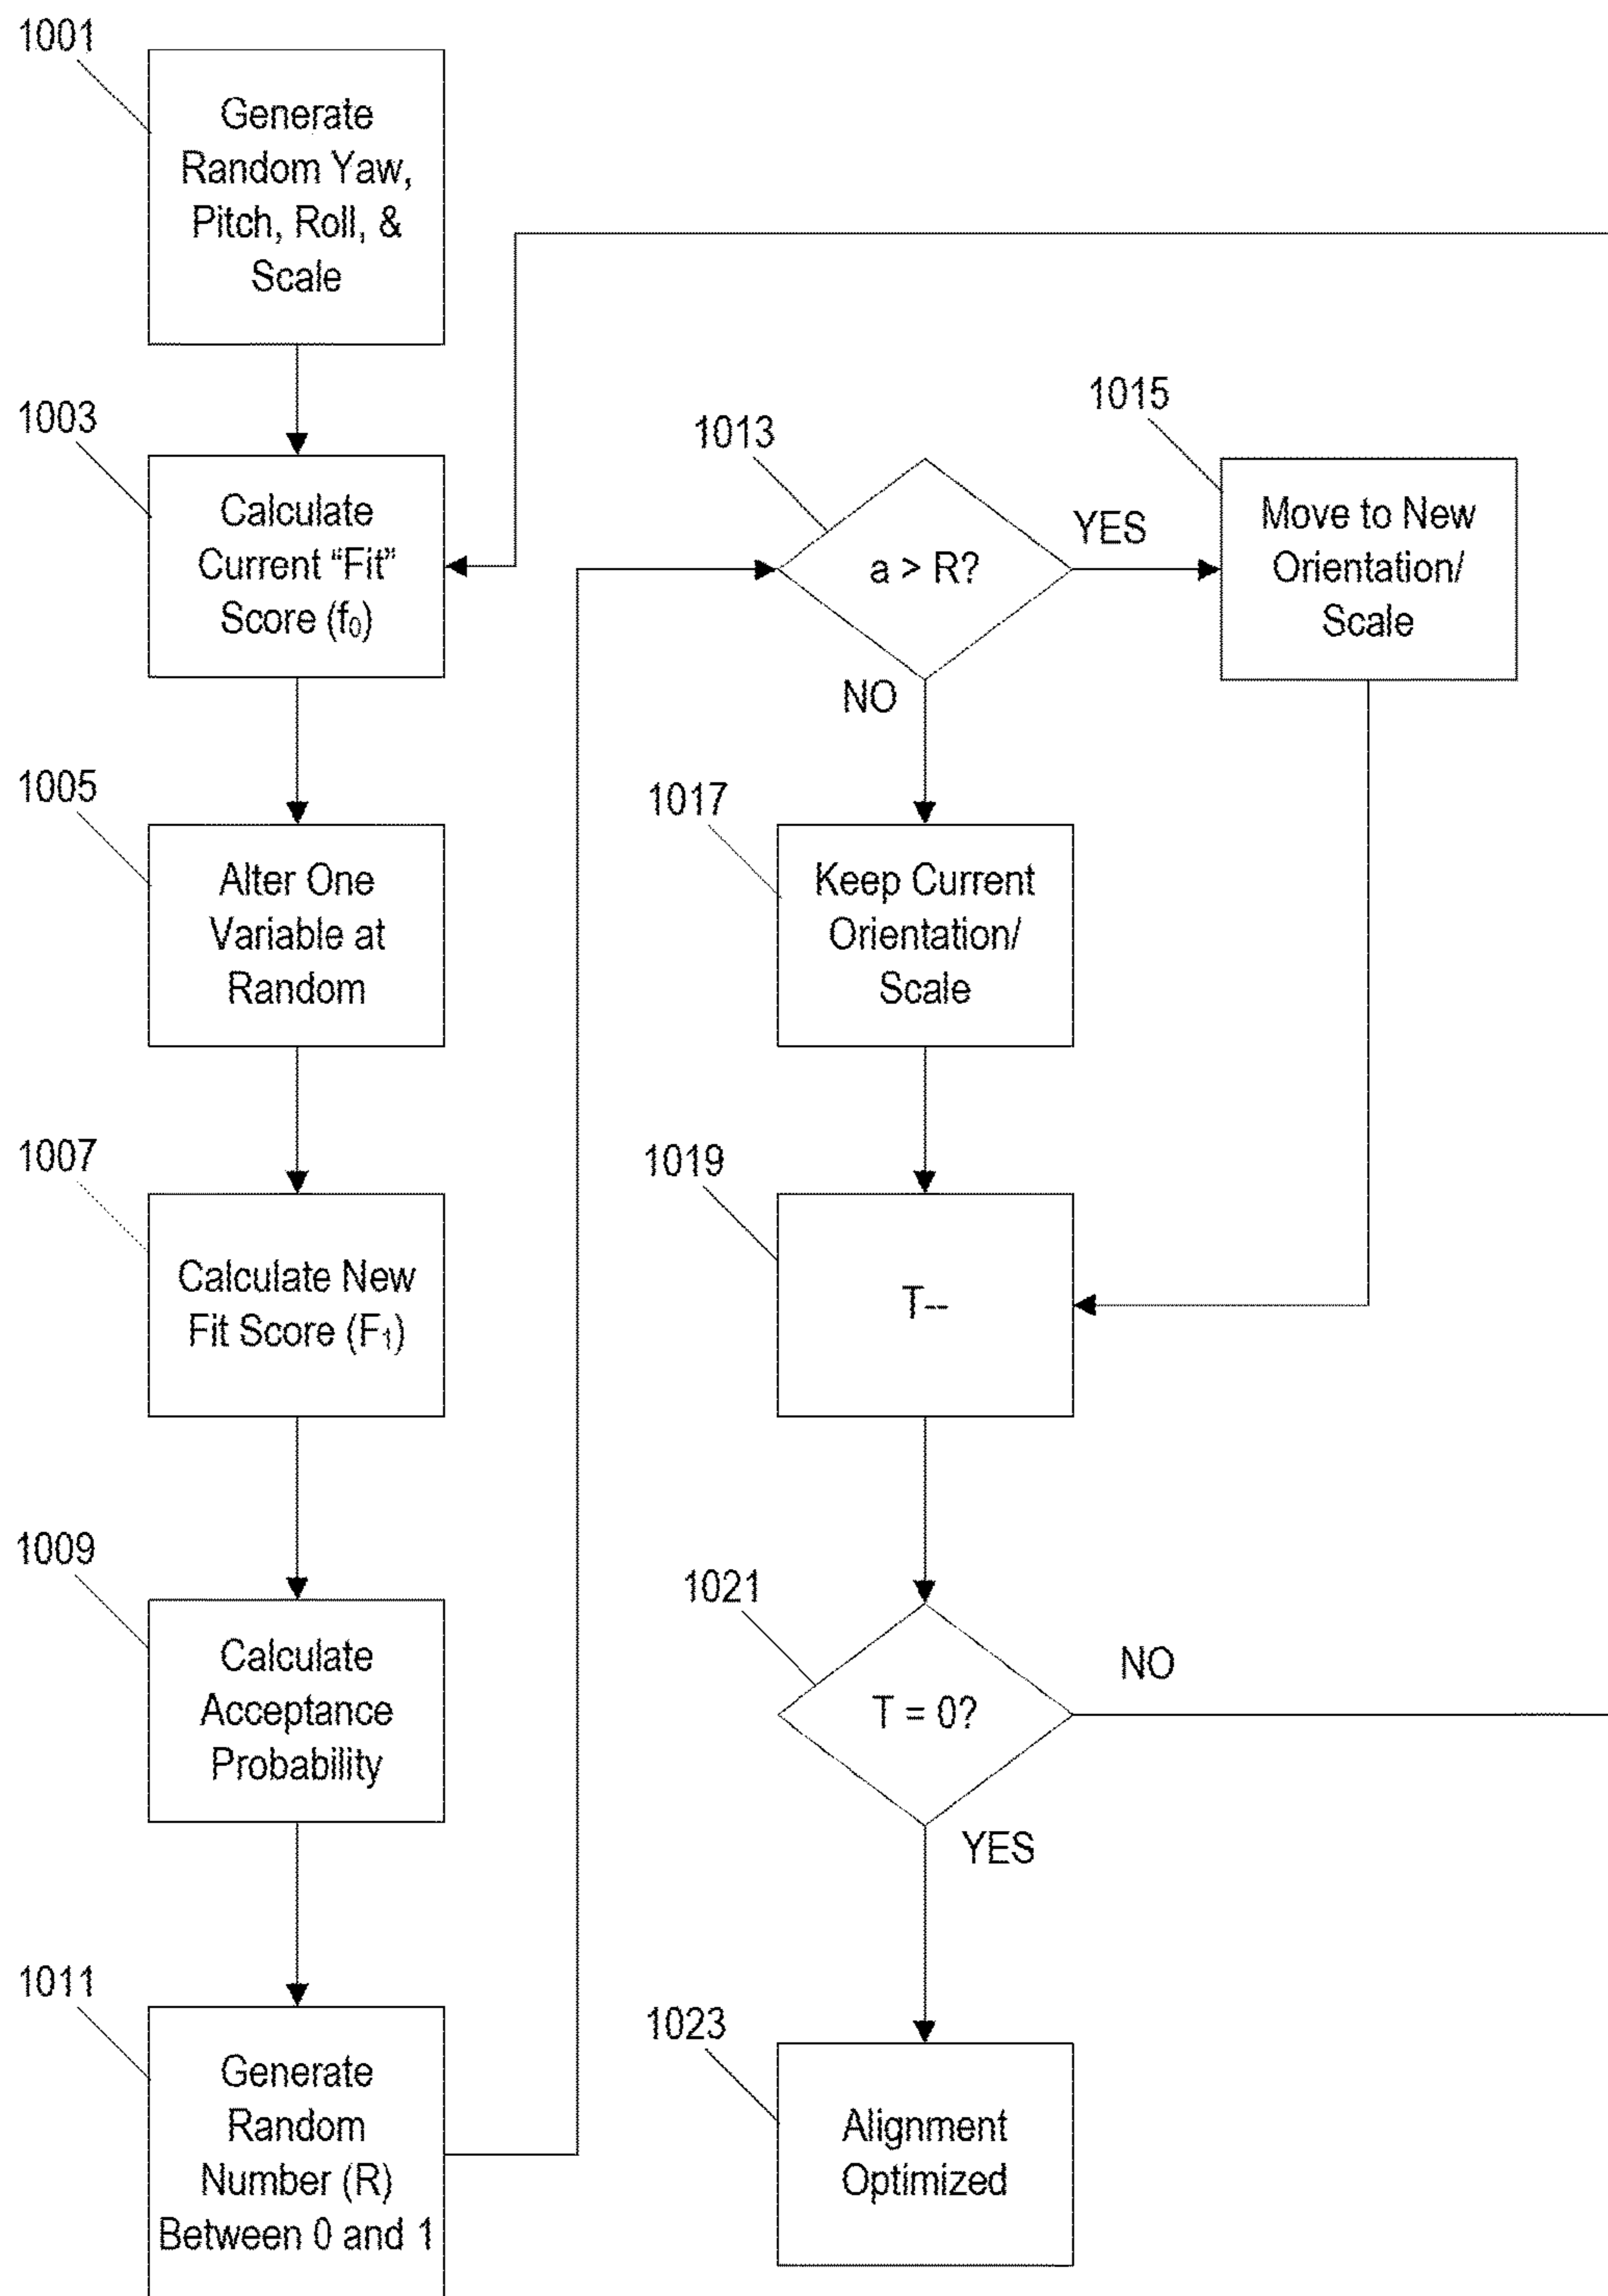 1001
Generate
Random Yaw,
Pitch, Roll, &
Scale
1003
Calculate
Current “Fit”
Score (f₀)
1005
Alter One
Variable at
Random
1007
Calculate New
Fit Score (F₁)
1009
Calculate
Acceptance
Probability
1011
Generate
Random
Number (R)
Between 0 and 1
1013
a > R?
YES
NO
1015
Move to New
Orientation/
Scale
1017
Keep Current
Orientation/
Scale
1019
T--
1021
T = 0?
NO
YES
1023
Alignment
Optimized